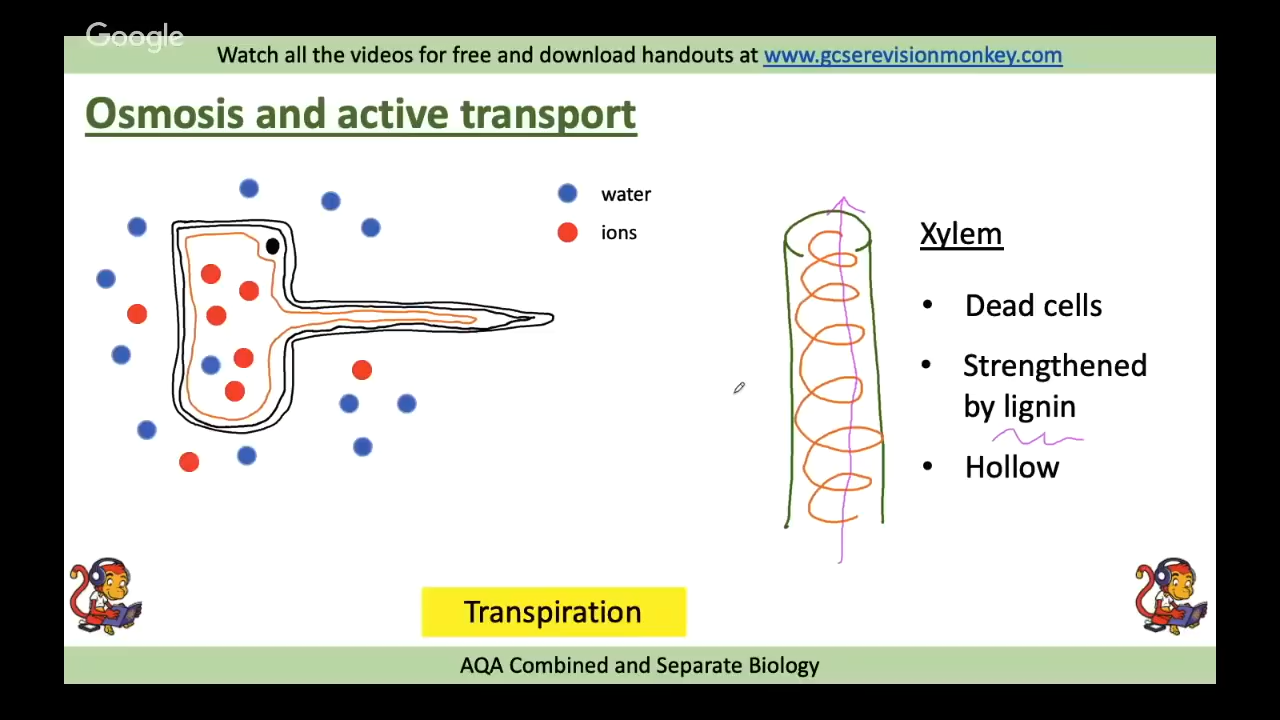 Google
Watch all the videos for free and download handouts at www.gcserevisionmonkey.com
Osmosis and active transport
water
ions
Xylem
• Dead cells
• Strengthened
by lignin
• Hollow
Transpiration
AQA Combined and Separate Biology